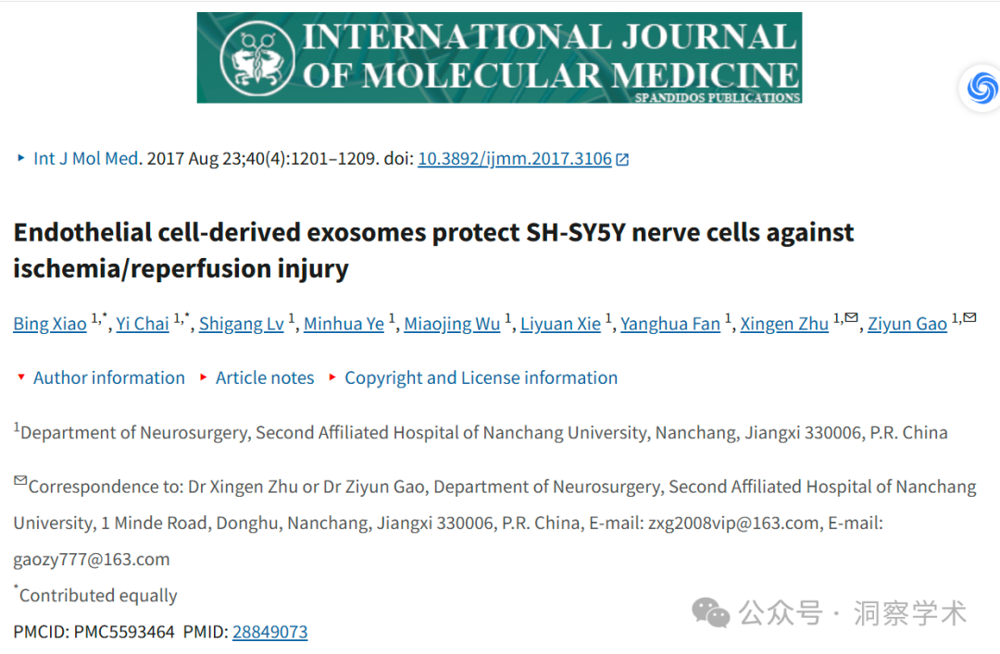 INTERNATIONAL JOURNAL
OF MOLECULAR MEDICINE
SPANDIDOS PUBLICATIONS
Int J Mol Med. 2017 Aug 23;40(4):1201–1209. doi: 10.3892/ijmm.2017.3106
Endothelial cell-derived exosomes protect SH-SY5Y nerve cells against
ischemia/reperfusion injury
Bing Xiao 1,*, Yi Chai 1,*, Shigang Lv 1, Minhua Ye 1, Miaojing Wu 1, Liyuan Xie 1, Yanghua Fan 1, Xingen Zhu 1,✉, Ziyun Gao 1,✉
Author information Article notes Copyright and License information
1Department of Neurosurgery, Second Affiliated Hospital of Nanchang University, Nanchang, Jiangxi 330006, P.R. China
✉Correspondence to: Dr Xingen Zhu or Dr Ziyun Gao, Department of Neurosurgery, Second Affiliated Hospital of Nanchang
University, 1 Minde Road, Donghu, Nanchang, Jiangxi 330006, P.R. China, E-mail: zxg2008vip@163.com, E-mail:
gaozy777@163.com
*Contributed equally
PMCID: PMC5593464 PMID: 28849073
公众号 · 洞察学术